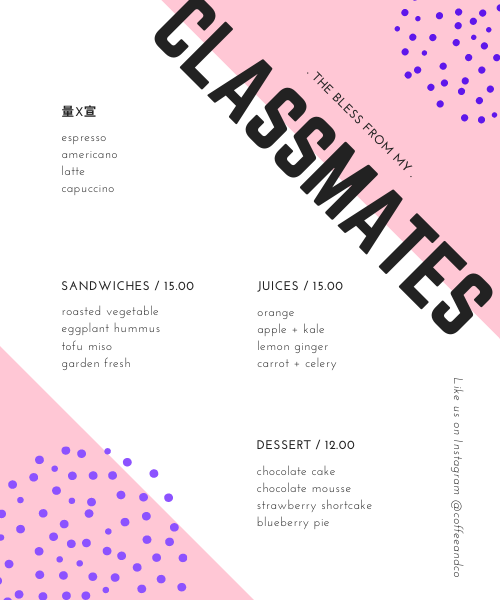 . THE BLESS FROM MY .
CLASSMATES
量X宣
espresso
americano
latte
capuccino
SANDWICHES / 15.00
roasted vegetable
eggplant hummus
tofu miso
garden fresh
JUICES / 15.00
orange
apple + kale
lemon ginger
carrot + celery
DESSERT / 12.00
chocolate cake
chocolate mousse
strawberry shortcake
blueberry pie
Like us on Instagram @coffeeandco